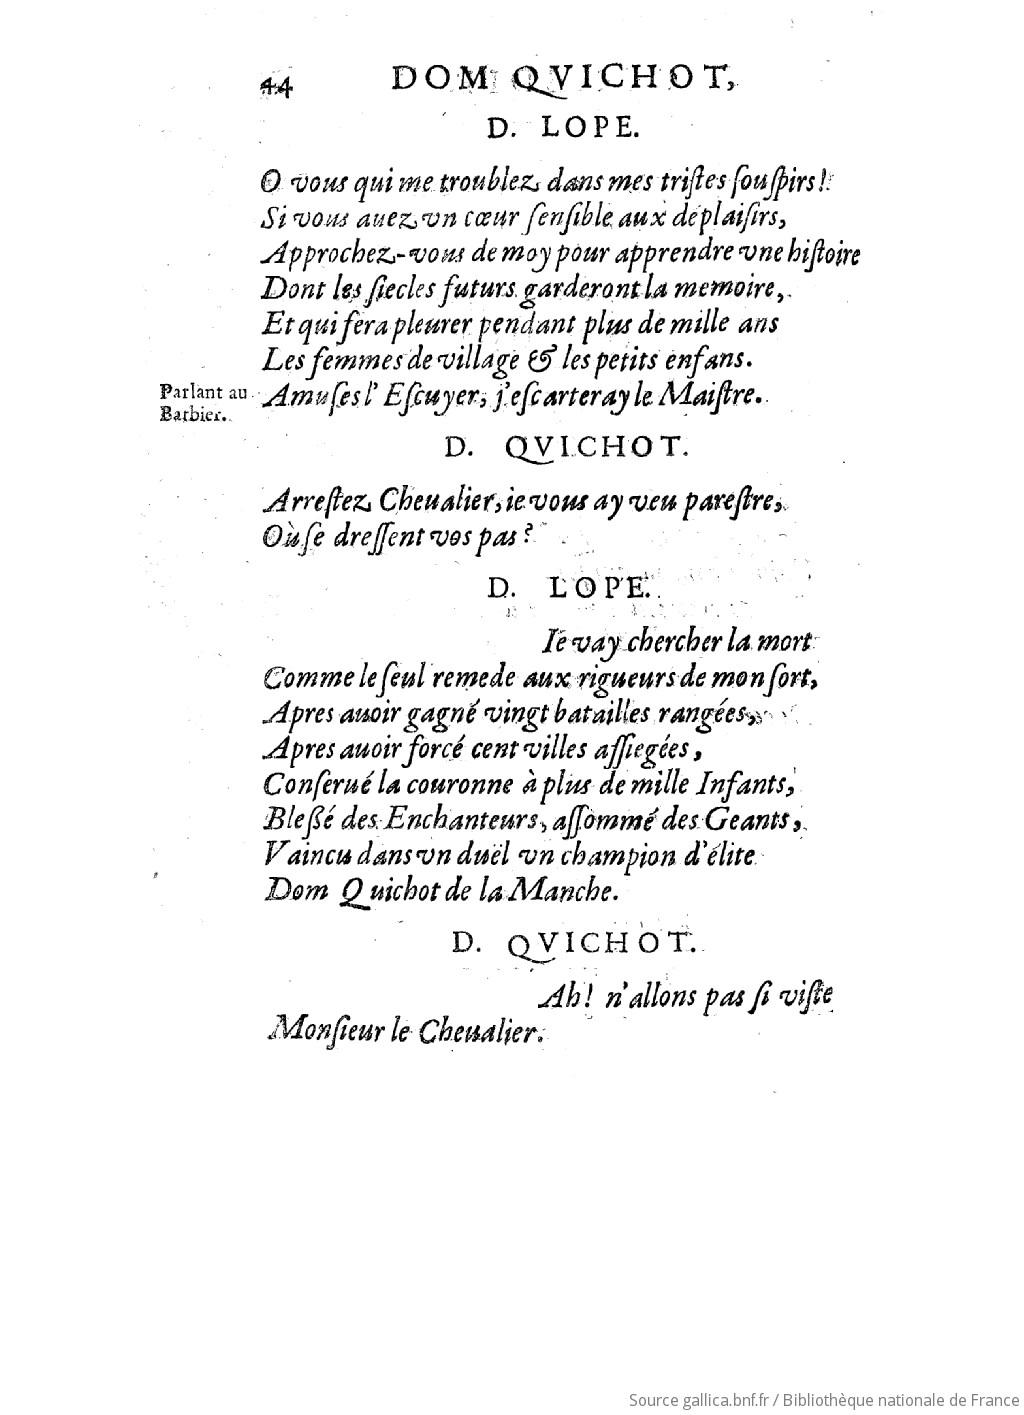 44 DOM QVICHOT,
D. LOPE.
O vous qui me troublez dans mes triſtes ſouſpirs!
Si vous auez vn cœur ſenſible aux déplaiſirs,
Approchez-vous de moy pour apprendre vne hiſtoire
Dont les ſiecles futurs garderont la memoire,
Et qui fera pleurer pendant plus de mille ans
Les femmes de village & les petits enfans.
Parlant au
Barbier.
Amuſes l'Eſcuyer, j'eſcarteray le Maiſtre.
D. QVICHOT.
Arreſtez Cheualier, ie vous ay veu pareſtre,
Où ſe dreſſent vos pas?
D. LOPE.
Ie vay chercher la mort
Comme le ſeul remede aux rigueurs de mon ſort,
Apres auoir gagné vingt batailles rangées,
Apres auoir forcé cent villes aſſiegées,
Conſerué la couronne à plus de mille Infants,
Bleßé des Enchanteurs, aſſommé des Geants,
Vaincu dans vn duël vn champion d'élite
Dom Quichot de la Manche.
D. QVICHOT.
Ah! n'allons pas ſi viſte
Monſieur le Cheualier.
Source gallica.bnf.fr / Bibliothèque nationale de France